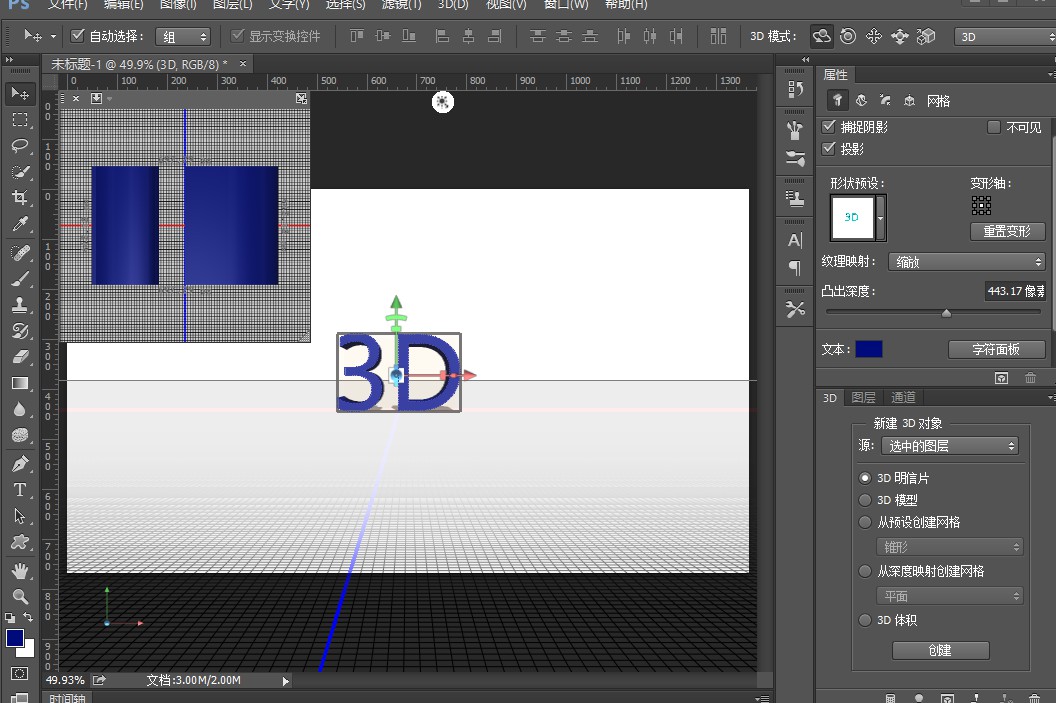 Ps 文件(F) 编辑(E) 图像(I) 图层(L) 文字(Y) 选择(S) 滤镜(T) 3D(D) 视图(V) 窗口(W) 帮助(H)
自动选择: 组 显示变换控件 3D 模式: 3D
未标题-1 @ 49.9% (3D, RGB/8) * ×
0 100 200 300 400 500 600 700 800 900 1000 1100 1200 1300
属性
网格
捕捉阴影 不可见
投影
形状预设: 变形轴:
3D
重置变形
纹理映射: 缩放
凸出深度: 443.17 像素
文本: 字符面板
3D
3D 图层 通道
新建 3D 对象
源: 选中的图层
3D 明信片
3D 模型
从预设创建网格
锥形
从深度映射创建网格
平面
3D 体积
创建
49.93% 文档:3.00M/2.00M
时间轴